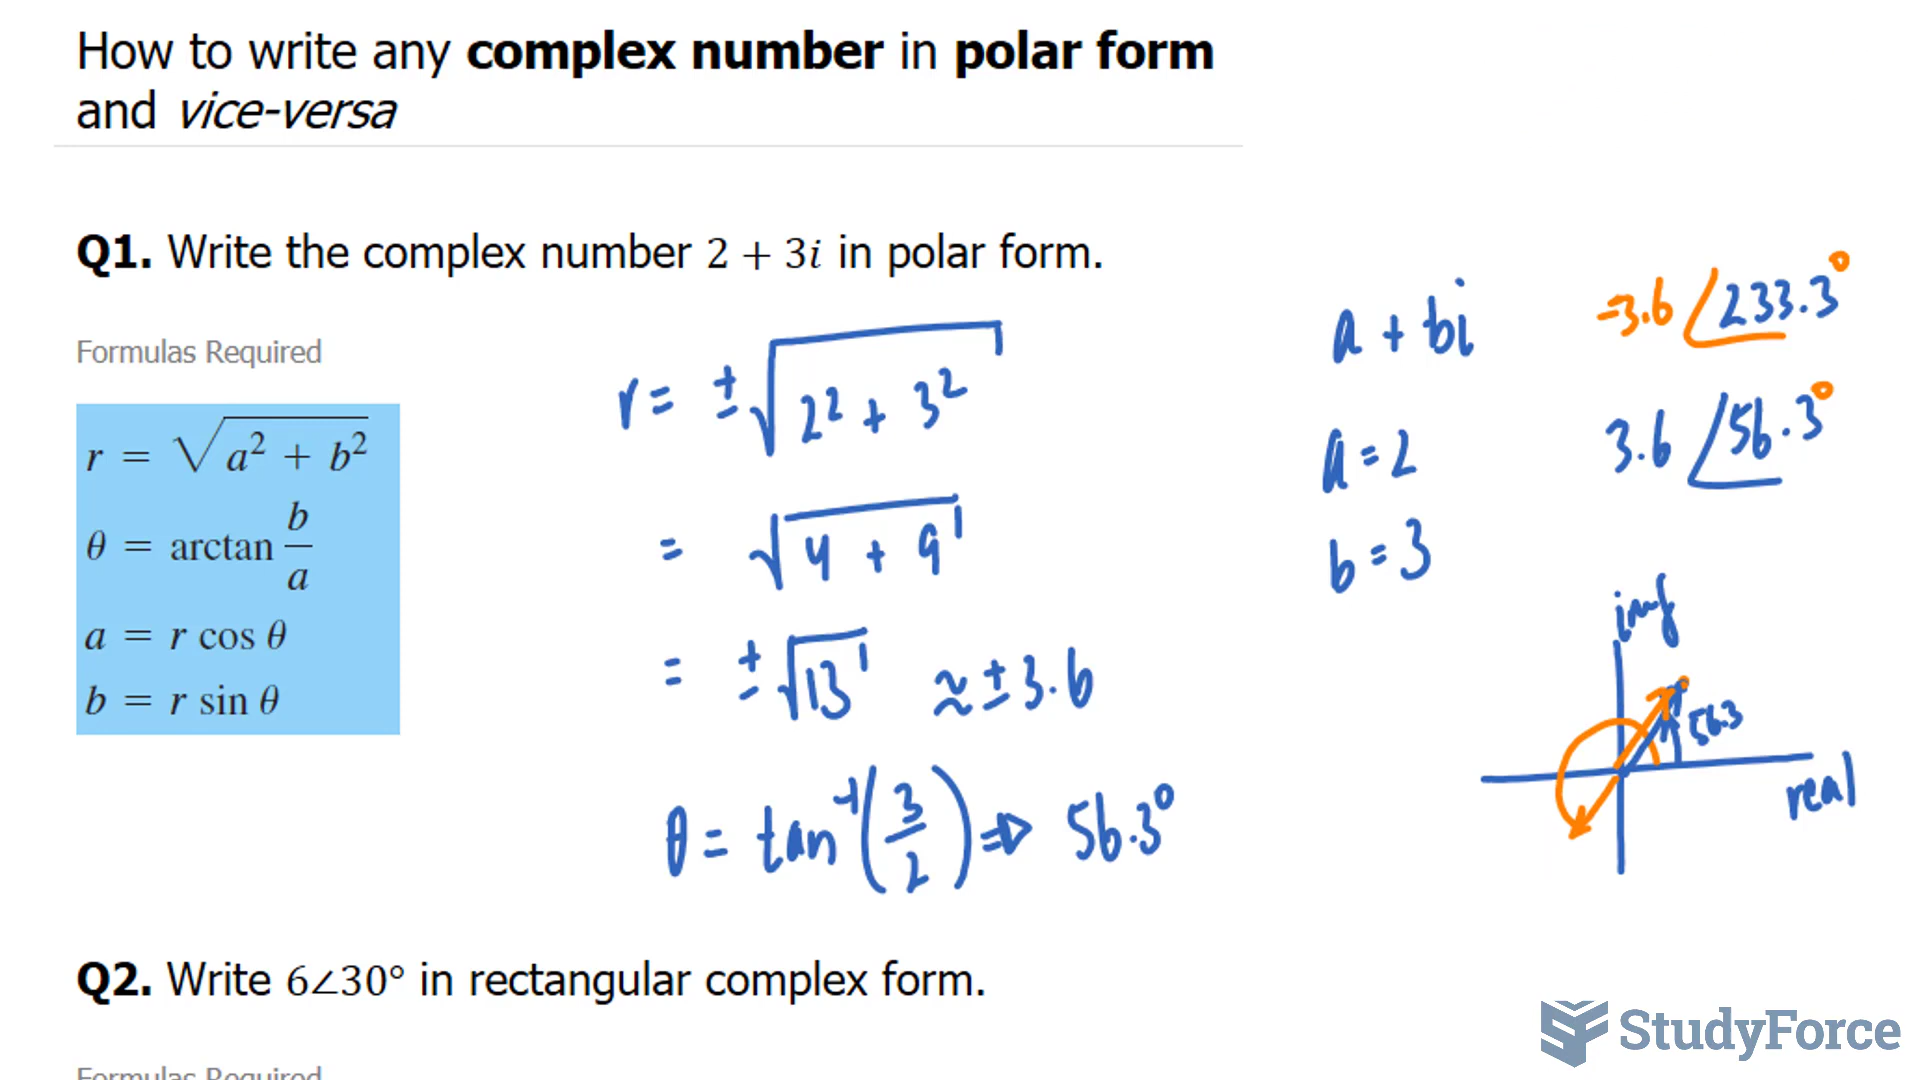 How to write any complex number in polar form
and vice-versa
Q1. Write the complex number 2 + 3i in polar form.
Formulas Required
r = √(a² + b²)
θ = arctan b/a
a = r cos θ
b = r sin θ
r = ±√(2² + 3²)
= √(4 + 9)
= ±√13 ≈ ±3.6
θ = tan⁻¹(3/2) ⇒ 56.3°
a + bi
a = 2
b = 3
-3.6∠233.3°
3.6∠56.3°
imag
56.3
real
Q2. Write 6∠30° in rectangular complex form.
Formulas Required
StudyForce